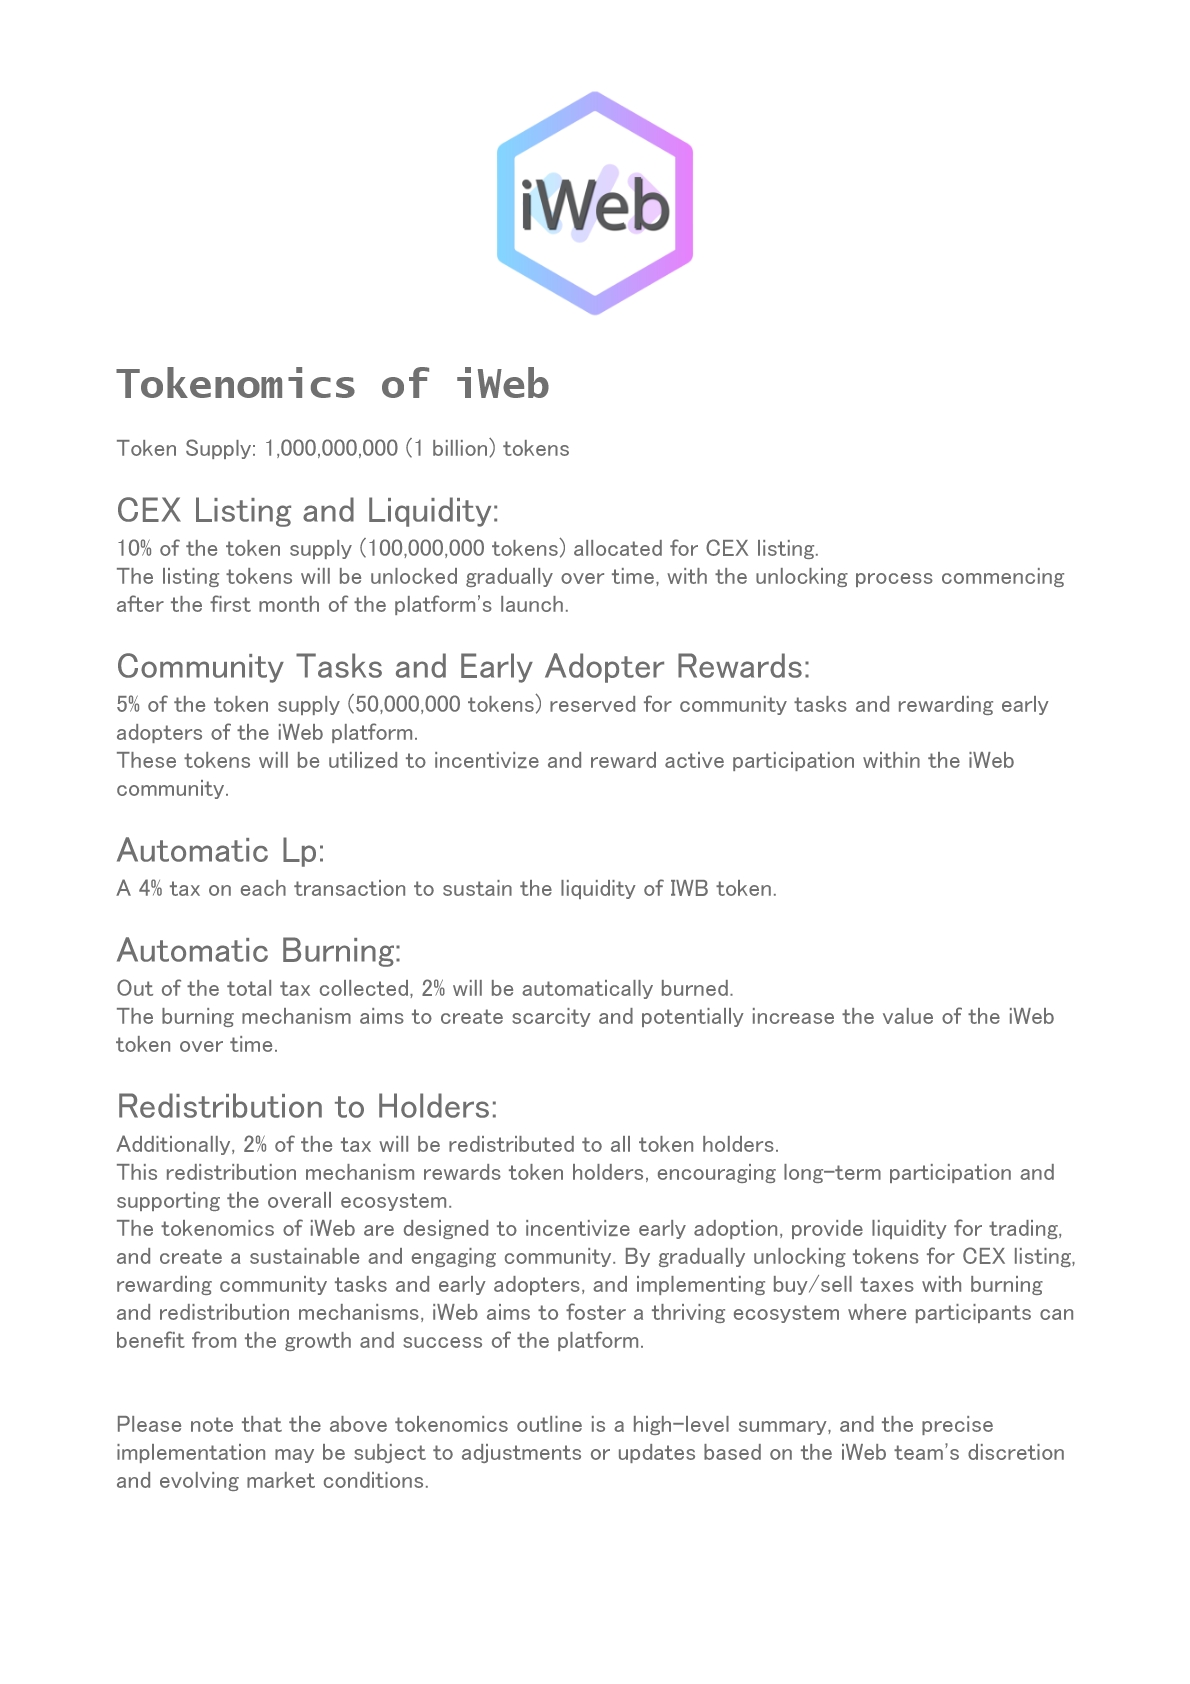 iWeb
Tokenomics of iWeb
Token Supply: 1,000,000,000 (1 billion) tokens
CEX Listing and Liquidity:
10% of the token supply (100,000,000 tokens) allocated for CEX listing.
The listing tokens will be unlocked gradually over time, with the unlocking process commencing
after the first month of the platform's launch.
Community Tasks and Early Adopter Rewards:
5% of the token supply (50,000,000 tokens) reserved for community tasks and rewarding early
adopters of the iWeb platform.
These tokens will be utilized to incentivize and reward active participation within the iWeb
community.
Automatic Lp:
A 4% tax on each transaction to sustain the liquidity of IWB token.
Automatic Burning:
Out of the total tax collected, 2% will be automatically burned.
The burning mechanism aims to create scarcity and potentially increase the value of the iWeb
token over time.
Redistribution to Holders:
Additionally, 2% of the tax will be redistributed to all token holders.
This redistribution mechanism rewards token holders, encouraging long-term participation and
supporting the overall ecosystem.
The tokenomics of iWeb are designed to incentivize early adoption, provide liquidity for trading,
and create a sustainable and engaging community. By gradually unlocking tokens for CEX listing,
rewarding community tasks and early adopters, and implementing buy/sell taxes with burning
and redistribution mechanisms, iWeb aims to foster a thriving ecosystem where participants can
benefit from the growth and success of the platform.
Please note that the above tokenomics outline is a high-level summary, and the precise
implementation may be subject to adjustments or updates based on the iWeb team's discretion
and evolving market conditions.